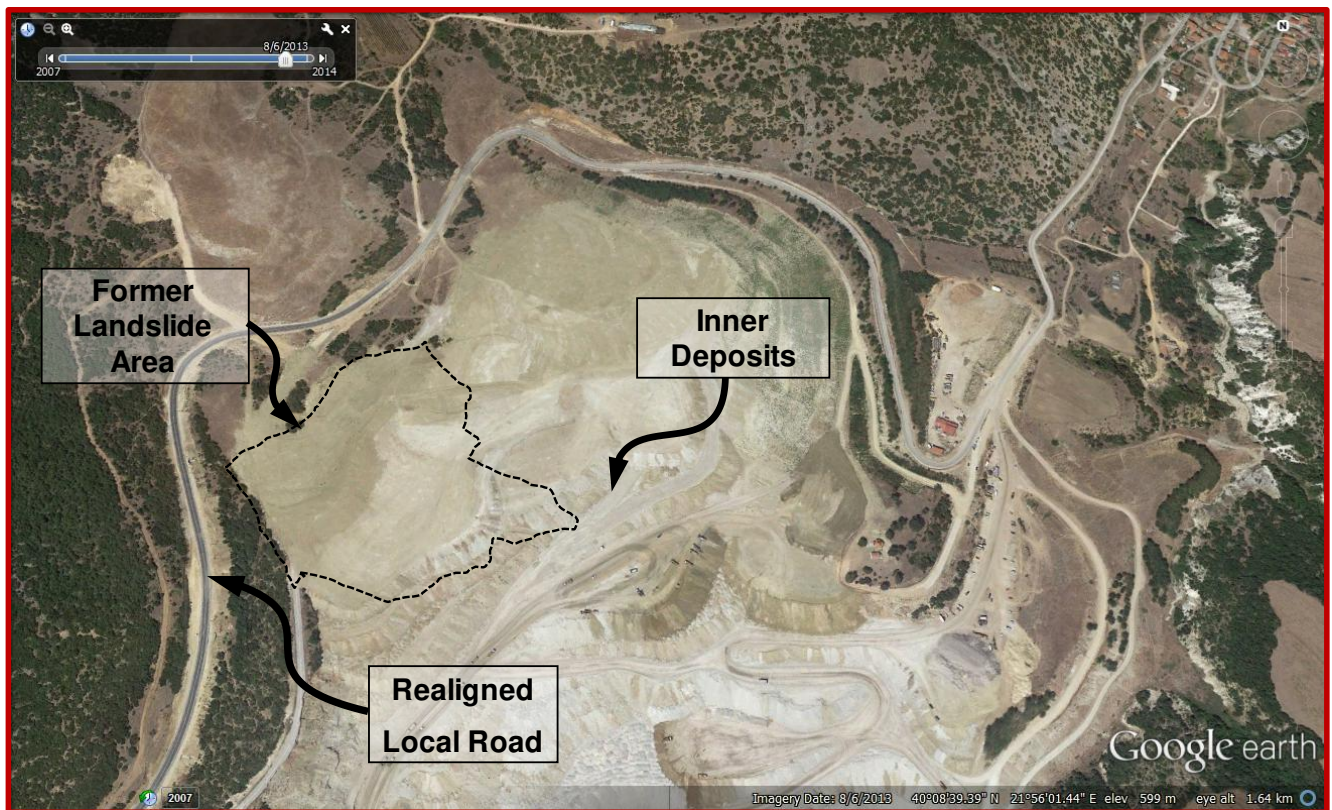 8/6/2013
2007
2014
N
Former
Landslide
Area
Inner
Deposits
Realigned
Local Road
Google earth
2007
Imagery Date: 8/6/2013 40°08'39.39" N 21°56'01.44" E elev 599 m eye alt 1.64 km